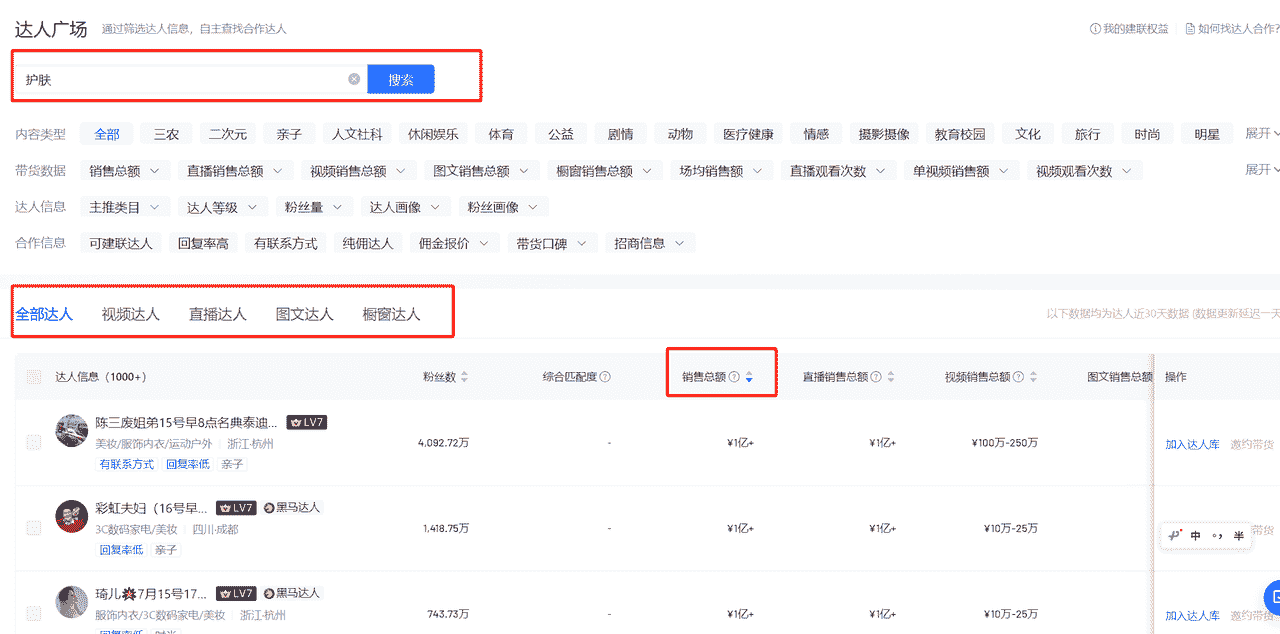 达人广场 通过筛选达人信息，自主查找合作达人 我的建联权益 如何找达人合作?
护肤 搜索
内容类型 全部 三农 二次元 亲子 人文社科 休闲娱乐 体育 公益 剧情 动物 医疗健康 情感 摄影摄像 教育校园 文化 旅行 时尚 明星 展开
带货数据 销售总额 直播销售总额 视频销售总额 图文销售总额 橱窗销售总额 场均销售额 直播观看次数 单视频销售额 视频观看次数 展开
达人信息 主推类目 达人等级 粉丝量 达人画像 粉丝画像
合作信息 可建联达人 回复率高 有联系方式 纯佣达人 佣金报价 带货口碑 招商信息
全部达人 视频达人 直播达人 图文达人 橱窗达人 以下数据均为达人近30天数据 (数据更新延迟一天
达人信息（1000+） 粉丝数 综合匹配度 销售总额 直播销售总额 视频销售总额 图文销售总额 操作
陈三废姐弟15号早8点名典泰迪... LV7
美妆/服饰内衣/运动户外 浙江·杭州 4,092.72万 - ¥1亿+ ¥1亿+ ¥100万-250万 加入达人库 邀约带货
有联系方式 回复率低 亲子
彩虹夫妇（16号早... LV7 黑马达人
3C数码家电/美妆 四川·成都 1,418.75万 - ¥1亿+ ¥1亿+ ¥10万-25万 带货
回复率低 亲子
中 半
琦儿 7月15号17... LV7 黑马达人
服饰内衣/3C数码家电/美妆 浙江·杭州 743.73万 - ¥1亿+ ¥1亿+ ¥10万-25万 加入达人库 邀约带货
回复率低 时尚